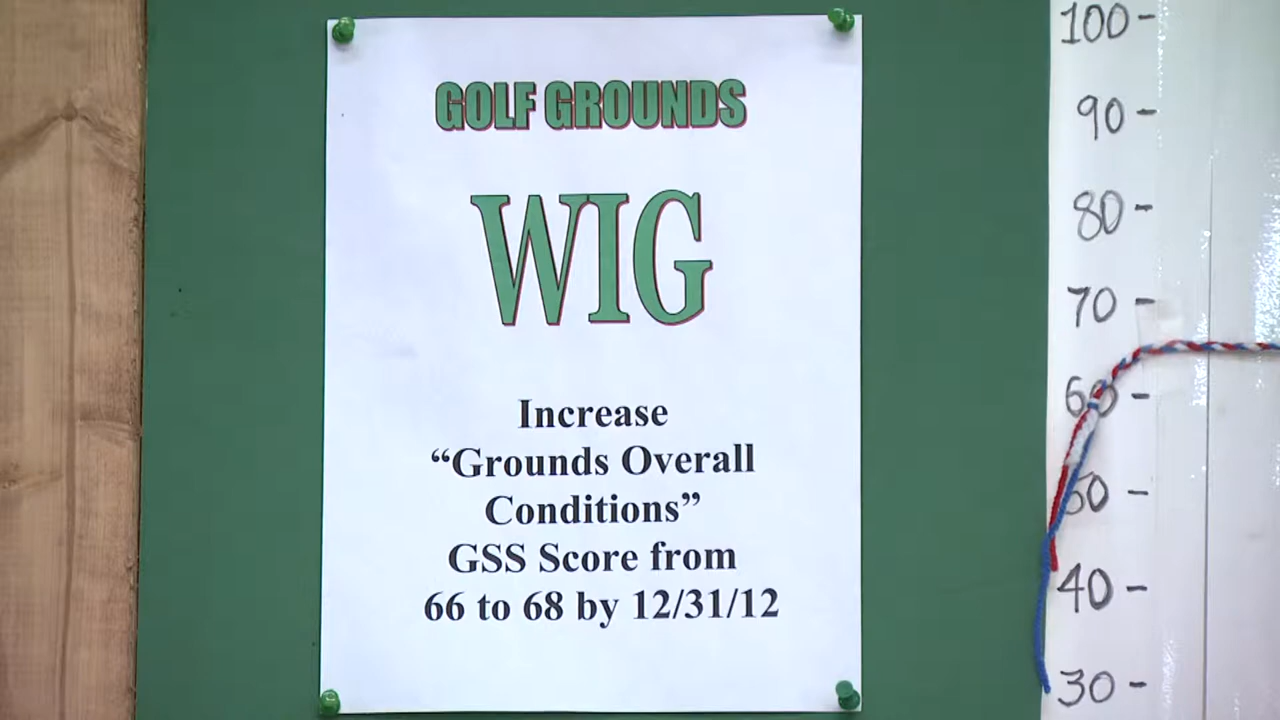 GOLF GROUNDS
WIG
Increase
“Grounds Overall
Conditions”
GSS Score from
66 to 68 by 12/31/12
100-
90-
80-
70-
60-
50-
40-
30-